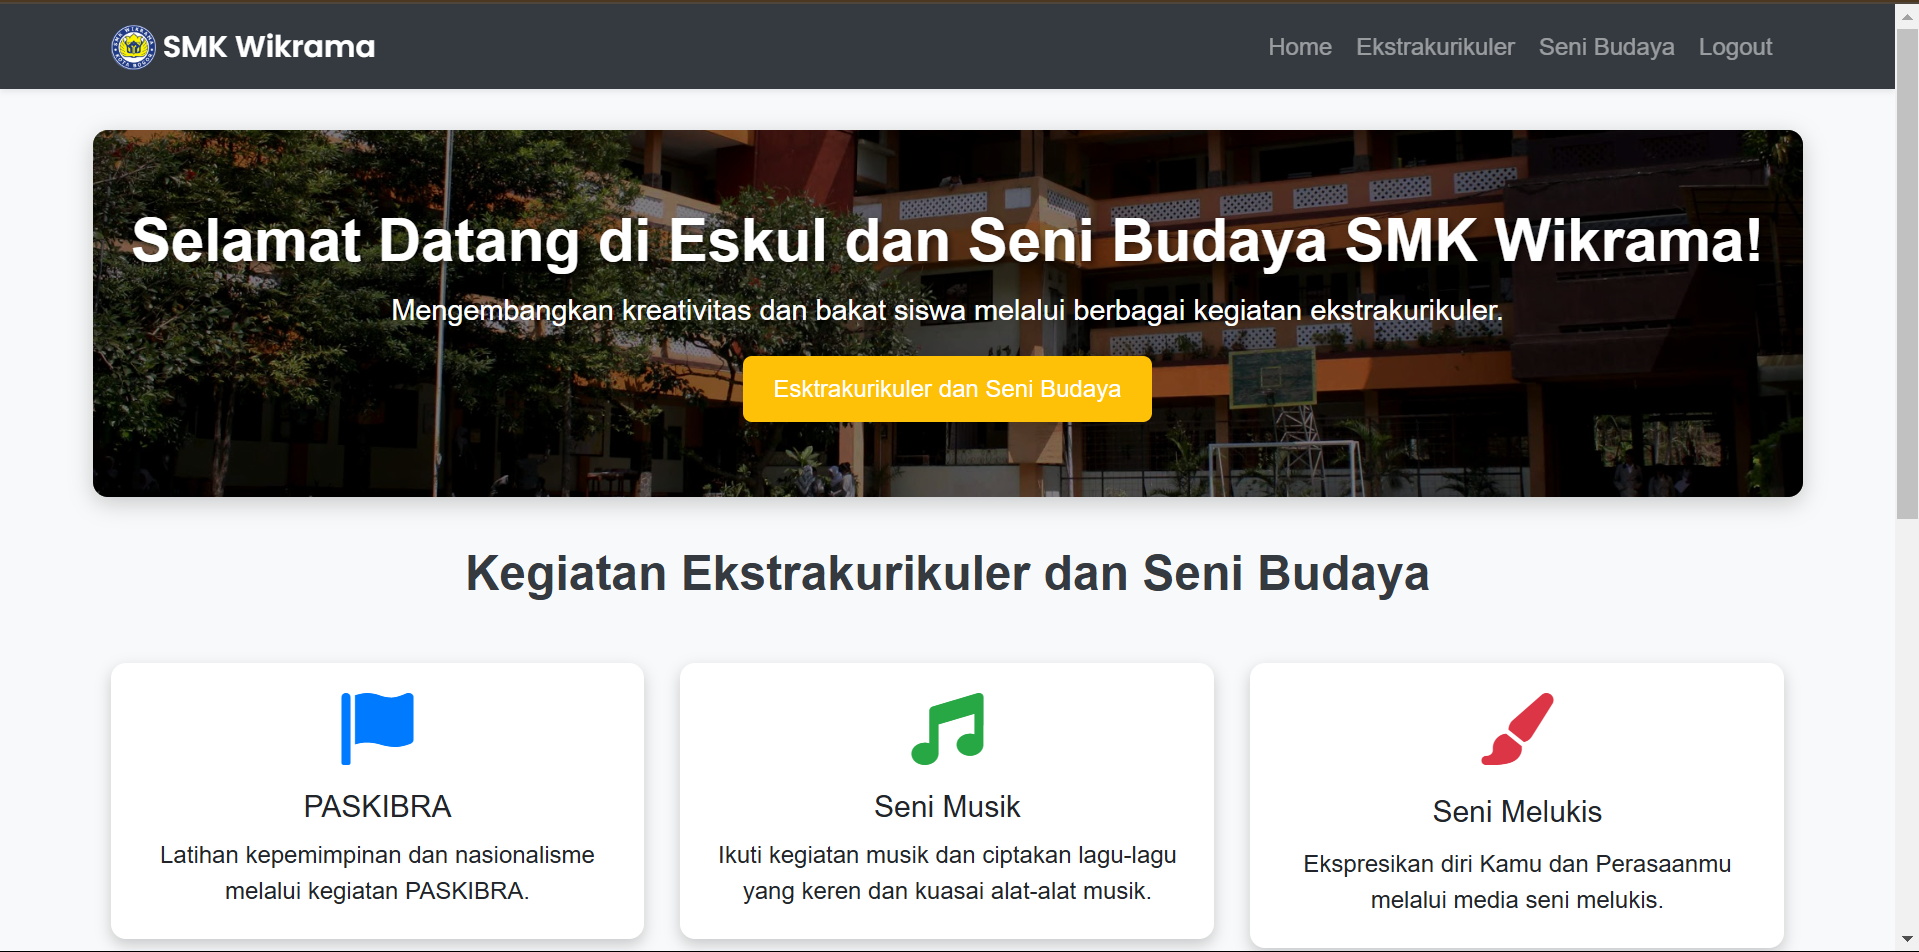 SMK Wikrama
Home Ekstrakurikuler Seni Budaya Logout
Selamat Datang di Eskul dan Seni Budaya SMK Wikrama!
Mengembangkan kreativitas dan bakat siswa melalui berbagai kegiatan ekstrakurikuler.
Esktrakurikuler dan Seni Budaya
Kegiatan Ekstrakurikuler dan Seni Budaya
PASKIBRA
Latihan kepemimpinan dan nasionalisme
melalui kegiatan PASKIBRA.
Seni Musik
Ikuti kegiatan musik dan ciptakan lagu-lagu
yang keren dan kuasai alat-alat musik.
Seni Melukis
Ekspresikan diri Kamu dan Perasaanmu
melalui media seni melukis.